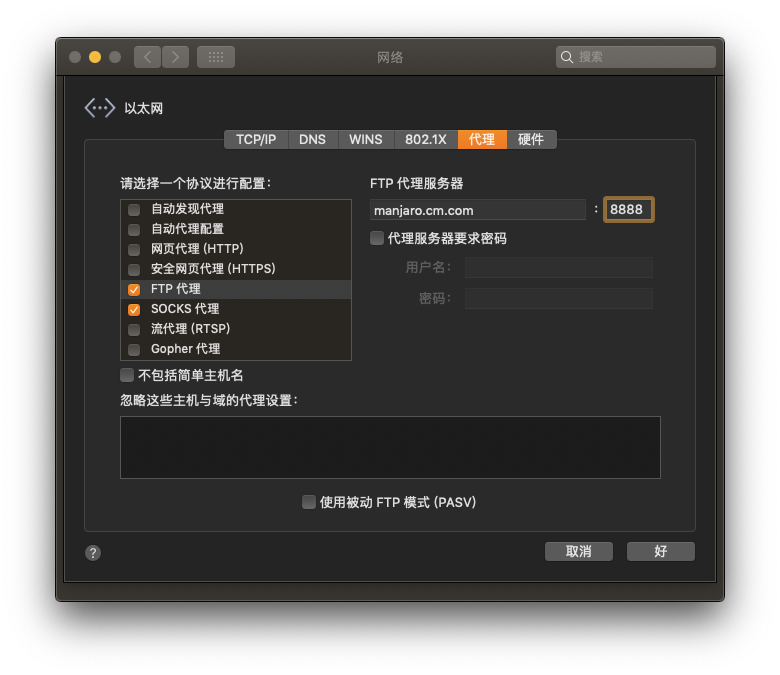 网络
搜索
以太网
TCP/IP DNS WINS 802.1X 代理 硬件
请选择一个协议进行配置：
自动发现代理
自动代理配置
网页代理 (HTTP)
安全网页代理 (HTTPS)
FTP 代理
SOCKS 代理
流代理 (RTSP)
Gopher 代理
FTP 代理服务器
manjaro.cm.com : 8888
代理服务器要求密码
用户名：
密码：
不包括简单主机名
忽略这些主机与域的代理设置：
使用被动 FTP 模式 (PASV)
?
取消
好